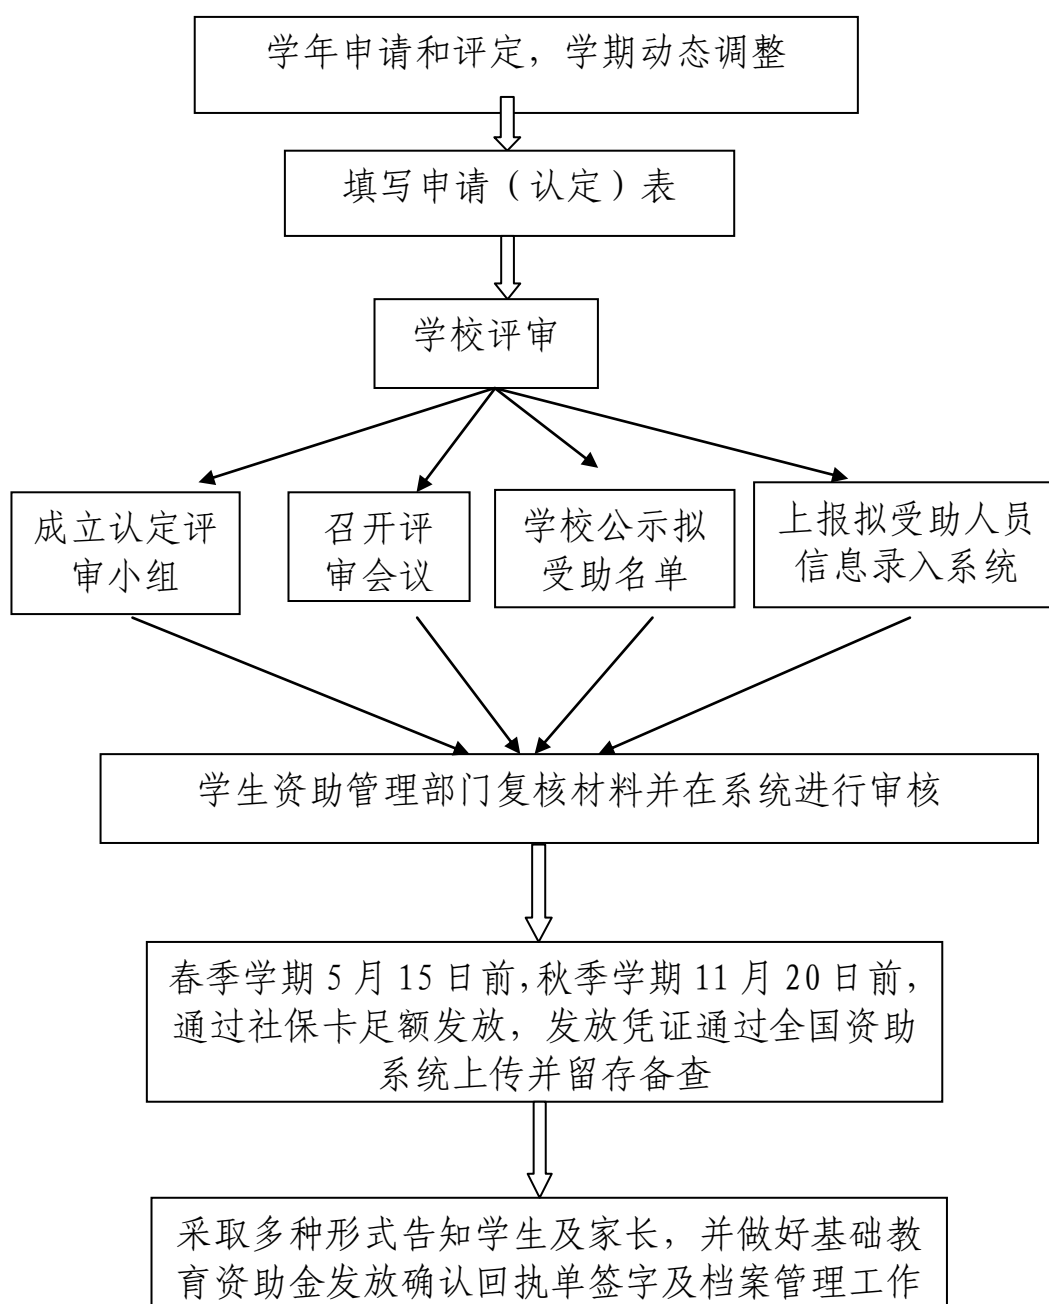 学年申请和评定，学期动态调整
填写申请（认定）表
学校评审
成立认定评
审小组
召开评
审会议
学校公示拟
受助名单
上报拟受助人员
信息录入系统
学生资助管理部门复核材料并在系统进行审核
春季学期 5 月 15 日前，秋季学期 11 月 20 日前，
通过社保卡足额发放，发放凭证通过全国资助
系统上传并留存备查
采取多种形式告知学生及家长，并做好基础教
育资助金发放确认回执单签字及档案管理工作